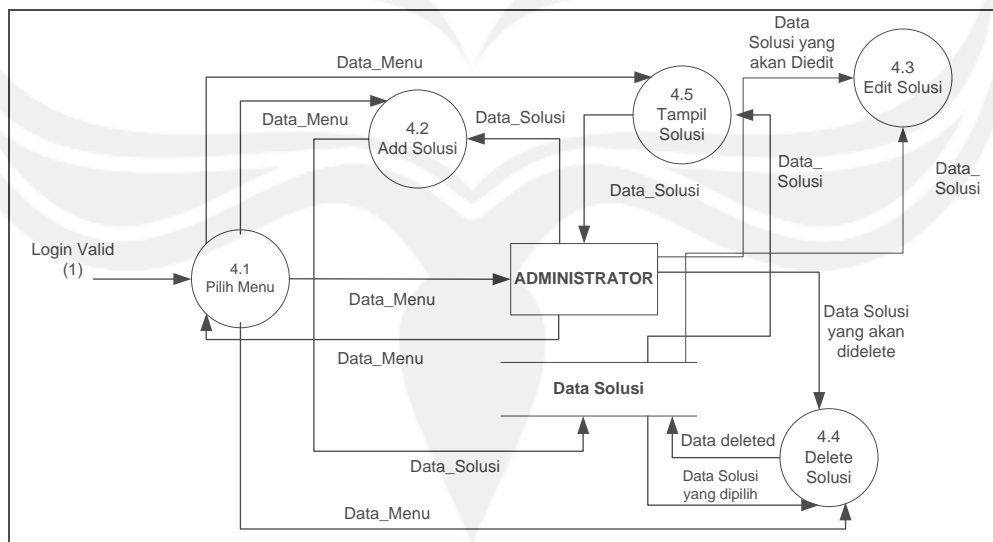 Data_Menu
Data_Menu
4.2
Add Solusi
Data_Solusi
4.5
Tampil
Solusi
Data
Solusi yang
akan Diedit
4.3
Edit Solusi
Data_Solusi
Data_
Solusi
Data_
Solusi
Login Valid
(1)
4.1
Pilih Menu
Data_Menu
ADMINISTRATOR
Data_Menu
Data Solusi
yang akan
didelete
Data Solusi
Data_Solusi
Data deleted
4.4
Delete
Solusi
Data Solusi
yang dipilih
Data_Menu